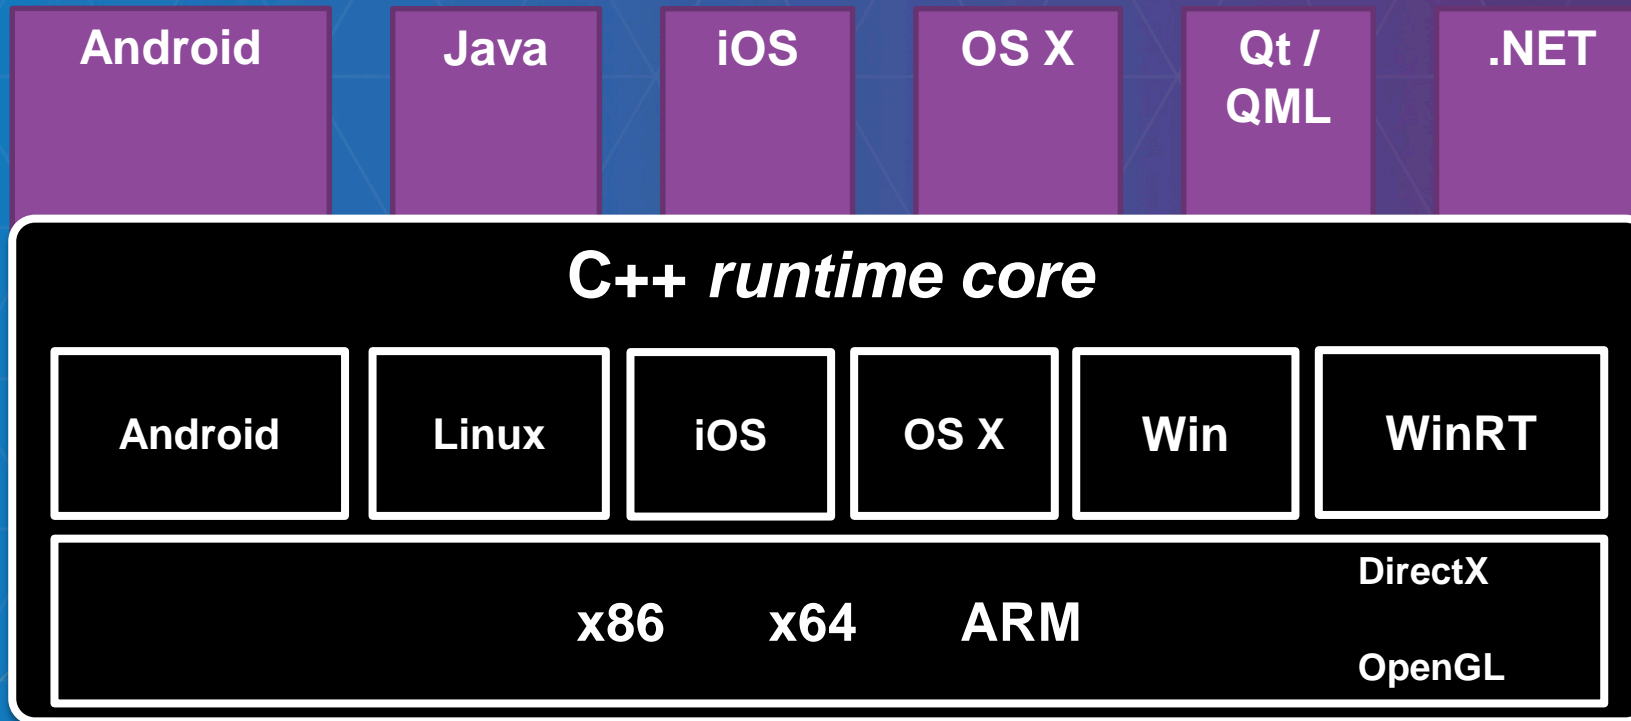 Android
Java
iOS
OS X
Qt /
QML
.NET
C++ runtime core
Android
Linux
iOS
OS X
Win
WinRT
x86
x64
ARM
DirectX
OpenGL